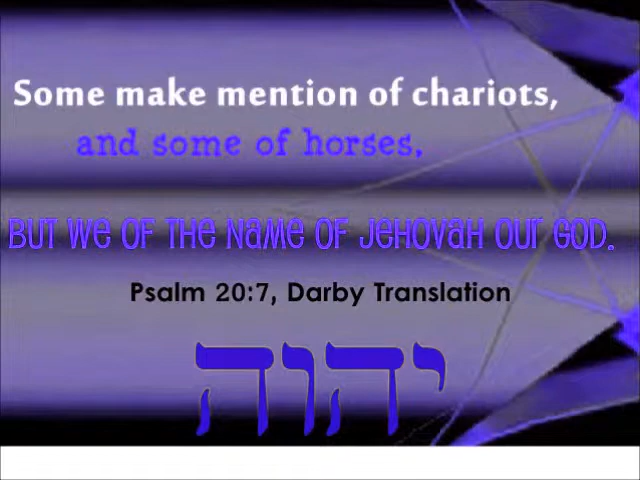 Some make mention of chariots,
and some of horses,
BUT WE OF THE NAME OF JEHOVAH OUR GOD.
Psalm 20:7, Darby Translation
יהוה